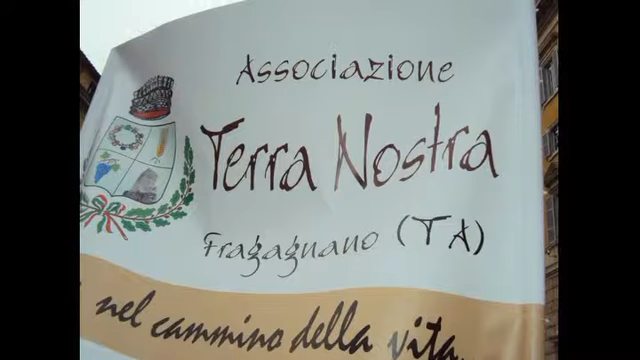 Associazione
Terra Nostra
Fragagnano (TA)
nel cammino della vita